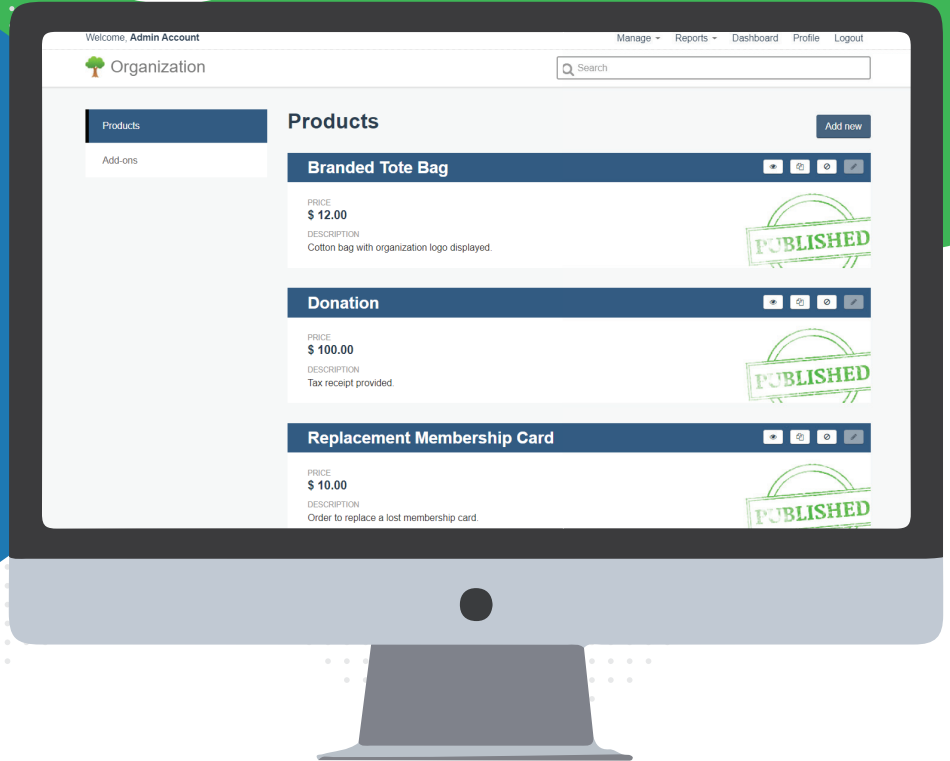 Welcome, Admin Account
Manage Reports Dashboard Profile Logout
Organization
Search
Products
Add-ons
Products
Add new
Branded Tote Bag
PRICE
$ 12.00
DESCRIPTION
Cotton bag with organization logo displayed.
PUBLISHED
Donation
PRICE
$ 100.00
DESCRIPTION
Tax receipt provided.
PUBLISHED
Replacement Membership Card
PRICE
$ 10.00
DESCRIPTION
Order to replace a lost membership card.
PUBLISHED